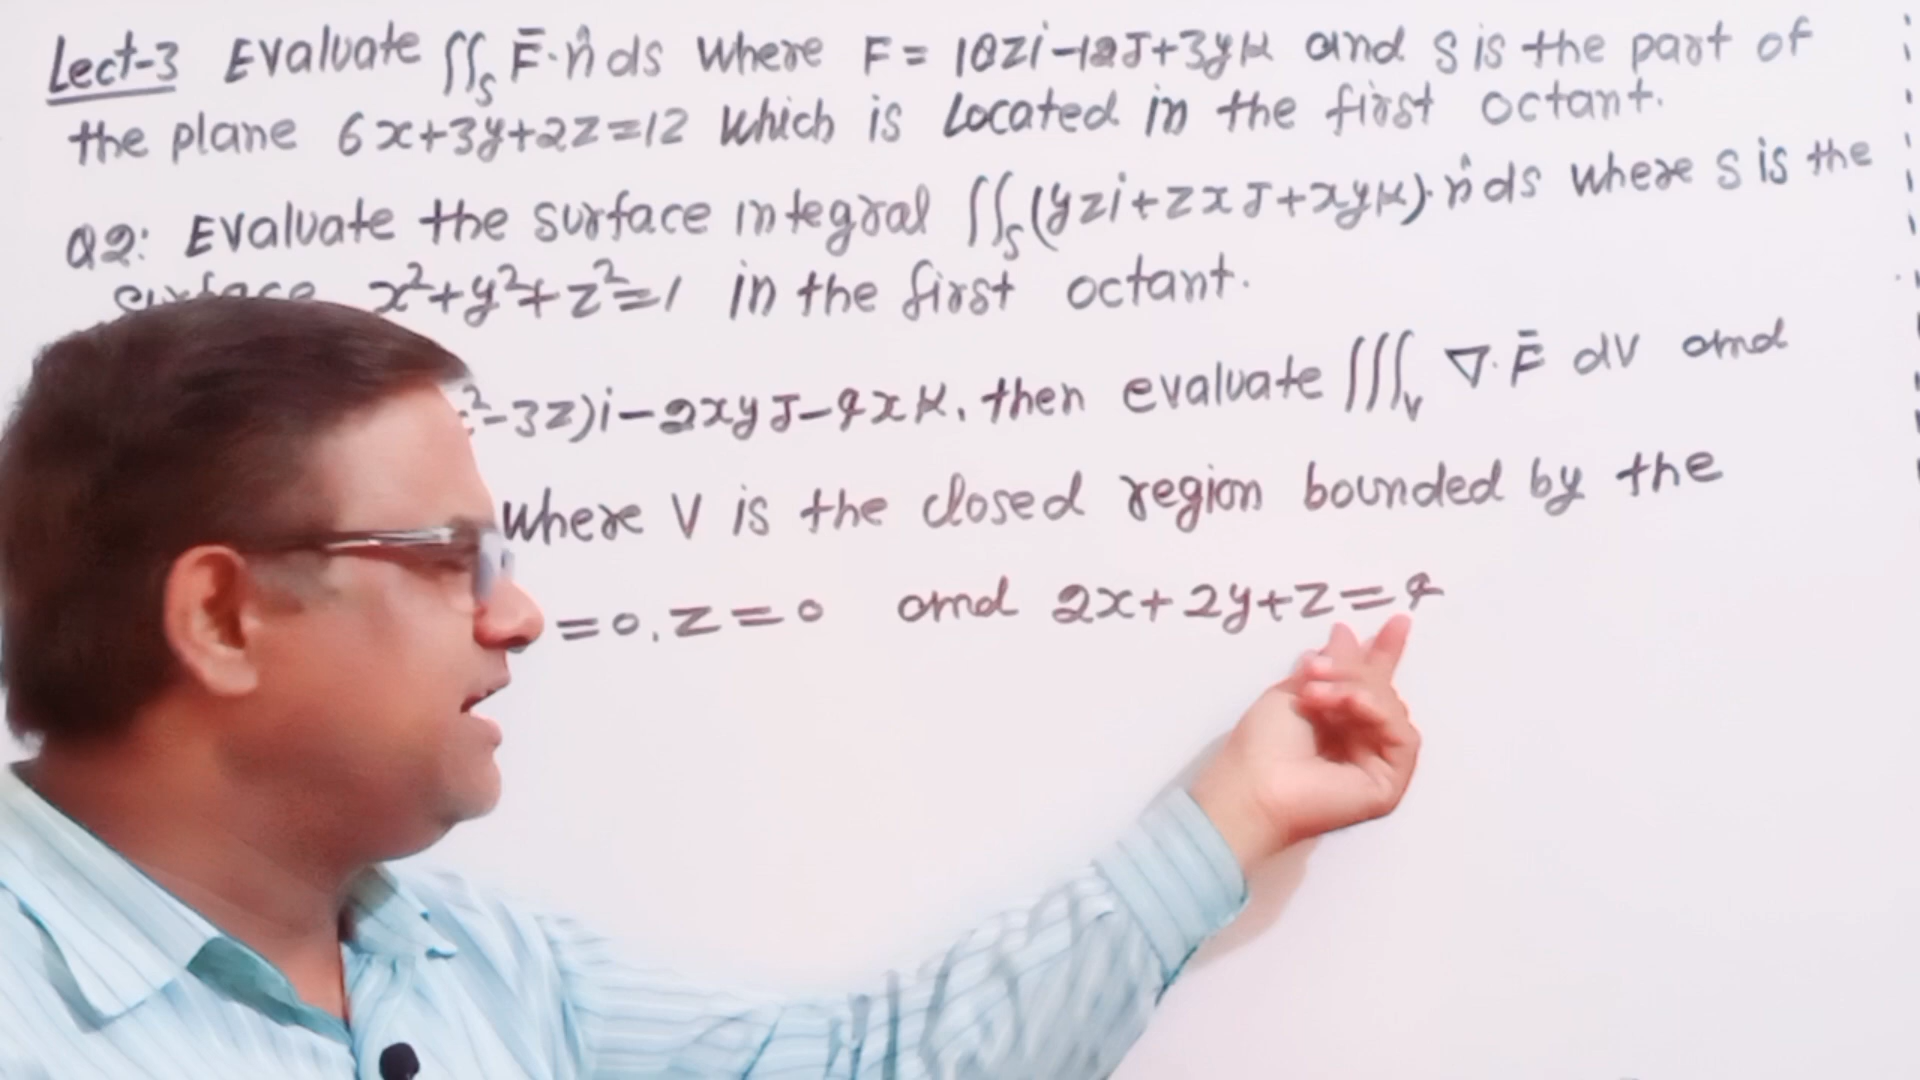 Lect-3 Evaluate ∬ₛ F̄·n̂ ds where F = 18zi-12J+3yK and S is the part of
the plane 6x+3y+2z=12 which is located in the first octant.
Q2: Evaluate the surface integral ∬ₛ(yzi+zxJ+xyK)·n̂ ds where S is the
surface x²+y²+z²=1 in the first octant.
²-3z)i-2xyJ-4xK, then evaluate ∭ᵥ ∇·F̄ dV and
where V is the closed region bounded by the
=0, z=0 and 2x+2y+z=4